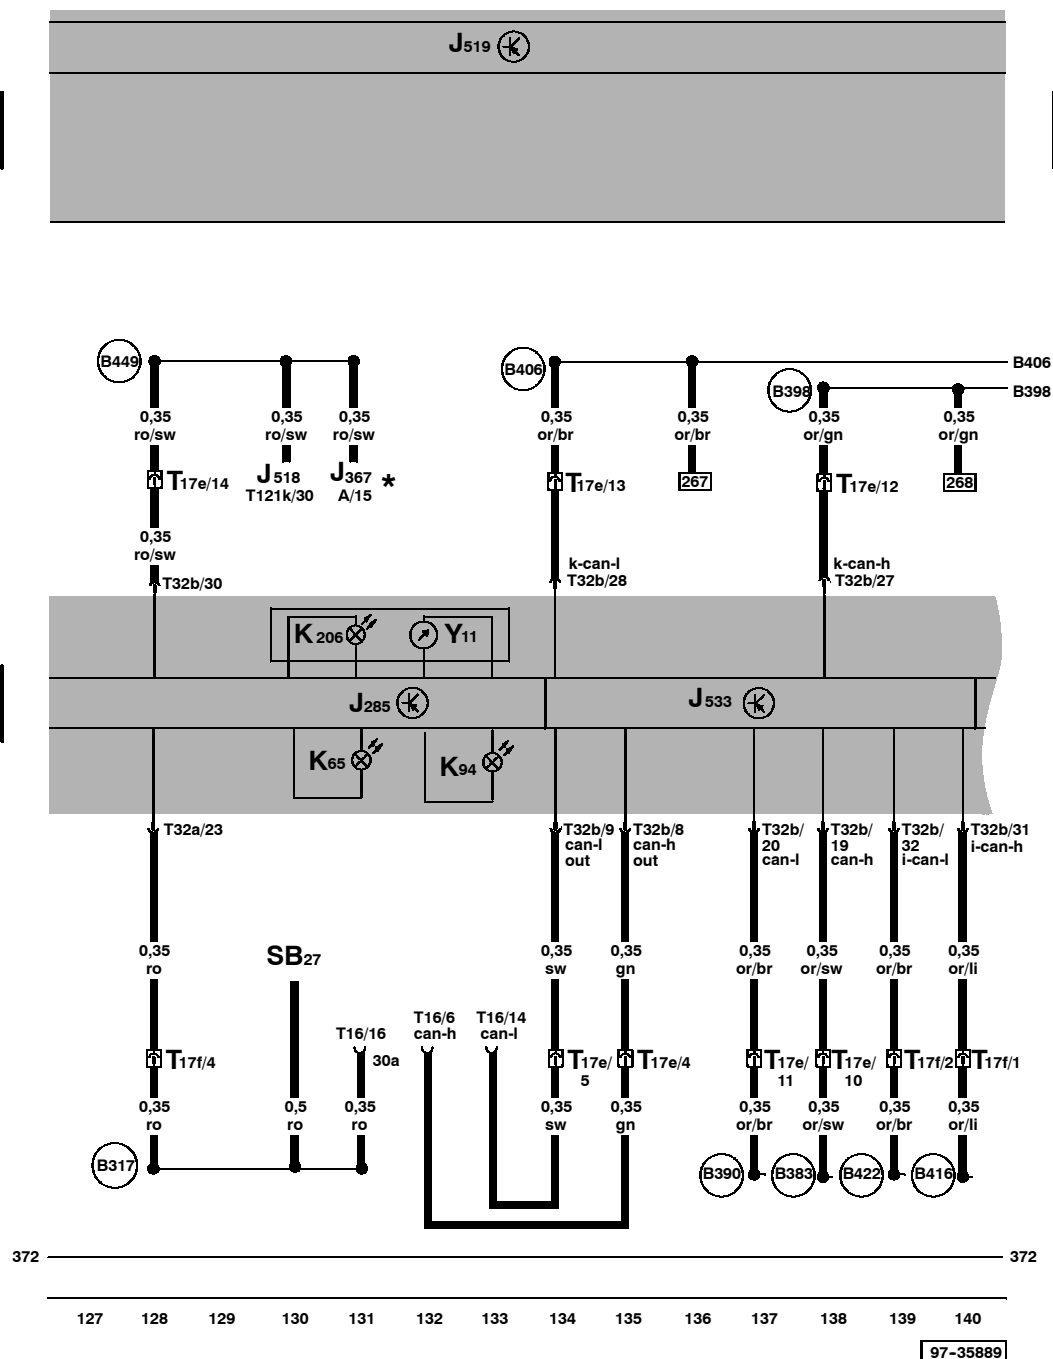 J519
B449
B406
B406
B398
B398
0,35 0,35 0,35 0,35 0,35 0,35 0,35
ro/sw ro/sw ro/sw or/br or/br or/gn or/gn
T17e/14 J518 J367 * T17e/13 267 T17e/12 268
T121k/30 A/15
0,35
ro/sw
k-can-l k-can-h
T32b/30 T32b/28 T32b/27
K206 Y11
J285 J533
K65 K94
T32a/23 T32b/9 T32b/8 T32b/ T32b/ T32b/ T32b/31
can-l can-h 20 19 32 i-can-h
out out can-l can-h i-can-l
0,35 0,35 0,35 0,35 0,35 0,35 0,35
ro sw gn or/br or/sw or/br or/li
SB27
T16/6 T16/14
T16/16 can-h can-l
T17f/4 30a T17e/ T17e/4 T17e/ T17e/ T17f/2 T17f/1
5 11 10
0,35 0,5 0,35 0,35 0,35 0,35 0,35 0,35 0,35
ro ro ro sw gn or/br or/sw or/br or/li
B317 B390 B383 B422 B416
372 372
127 128 129 130 131 132 133 134 135 136 137 138 139 140
97-35889